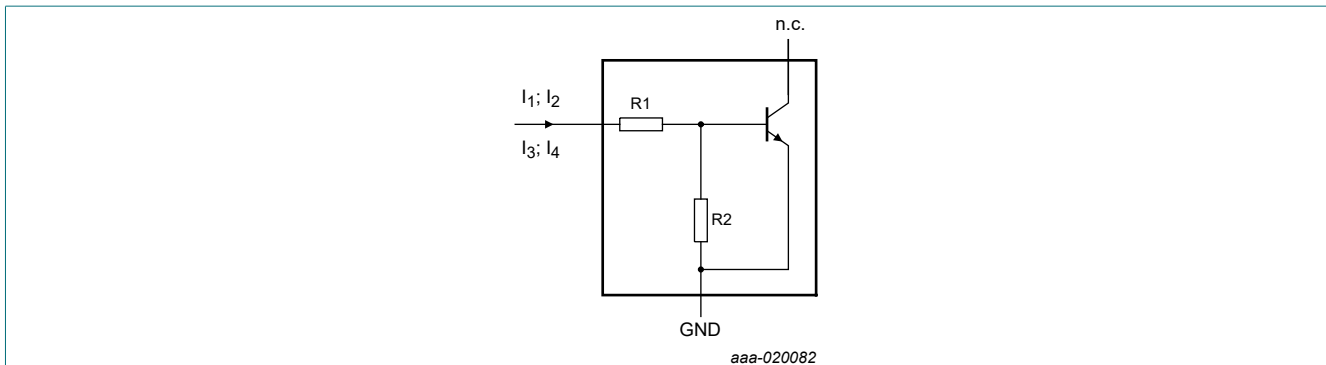 n.c.
I1; I2
R1
I3; I4
R2
GND
aaa-020082